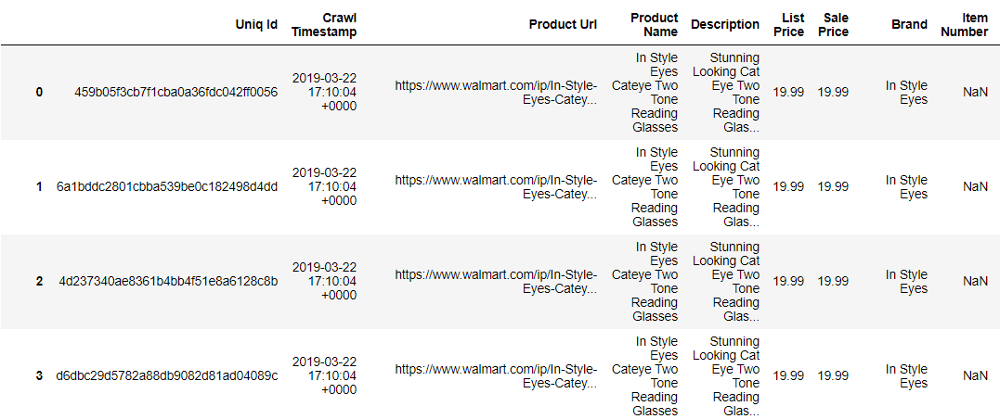 Uniq Id Crawl Timestamp Product Url Product Name Description List Price Sale Price Brand Item Number
0 459b05f3cb7f1cba0a36fdc042ff0056 2019-03-22 17:10:04 +0000 https://www.walmart.com/ip/In-Style-Eyes-Catey... In Style Eyes Cateye Two Tone Reading Glasses Stunning Looking Cat Eye Two Tone Reading Glas... 19.99 19.99 In Style Eyes NaN
1 6a1bddc2801cbba539be0c182498d4dd 2019-03-22 17:10:04 +0000 https://www.walmart.com/ip/In-Style-Eyes-Catey... In Style Eyes Cateye Two Tone Reading Glasses Stunning Looking Cat Eye Two Tone Reading Glas... 19.99 19.99 In Style Eyes NaN
2 4d237340ae8361b4bb4f51e8a6128c8b 2019-03-22 17:10:04 +0000 https://www.walmart.com/ip/In-Style-Eyes-Catey... In Style Eyes Cateye Two Tone Reading Glasses Stunning Looking Cat Eye Two Tone Reading Glas... 19.99 19.99 In Style Eyes NaN
3 d6dbc29d5782a88db9082d81ad04089c 2019-03-22 17:10:04 +0000 https://www.walmart.com/ip/In-Style-Eyes-Catey... In Style Eyes Cateye Two Tone Reading Glasses Stunning Looking Cat Eye Two Tone Reading Glas... 19.99 19.99 In Style Eyes NaN